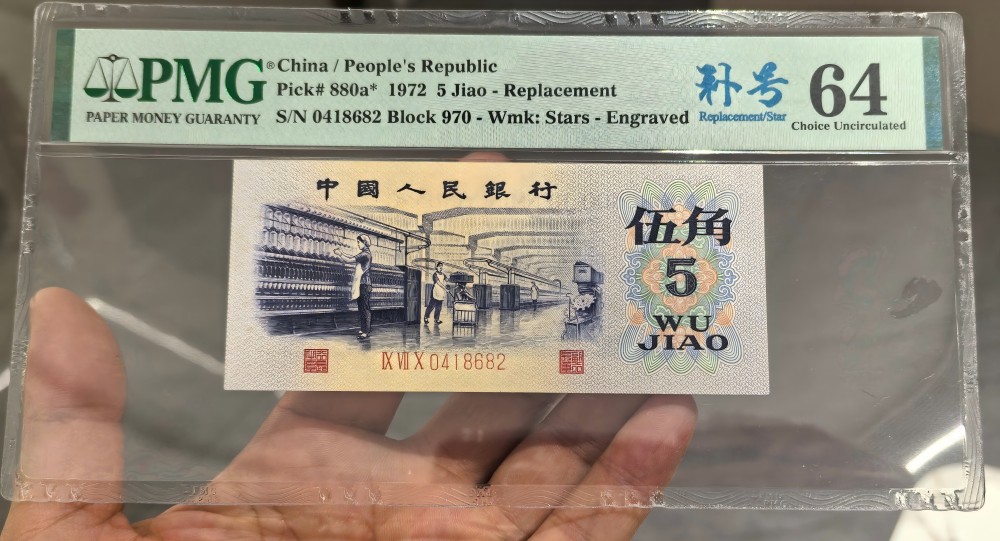 PMG®
PAPER MONEY GUARANTY
China / People's Republic
Pick# 880a* 1972 5 Jiao - Replacement
S/N 0418682 Block 970 - Wmk: Stars - Engraved
补号
Replacement/Star
64
Choice Uncirculated
中國人民銀行
伍角
5
WU
JIAO
IX VII X 0418682
PMG